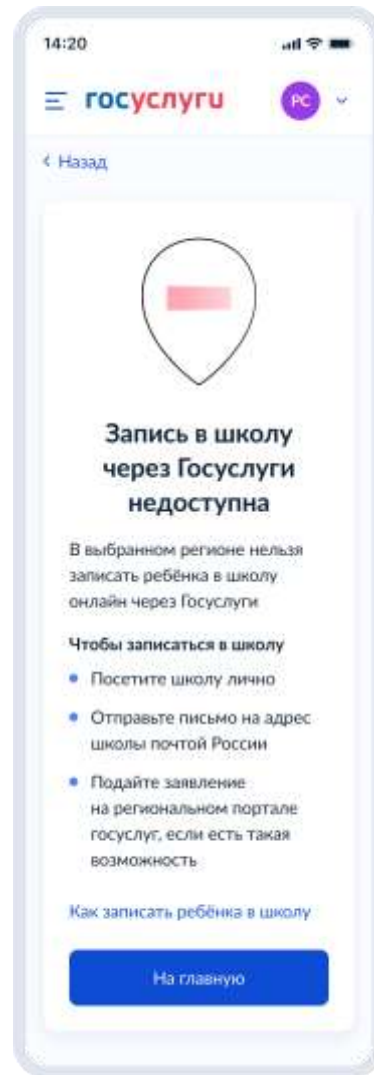 14:20
госуслуги
РС
Назад
Запись в школу
через Госуслуги
недоступна
В выбранном регионе нельзя
записать ребёнка в школу
онлайн через Госуслуги
Чтобы записаться в школу
Посетите школу лично
Отправьте письмо на адрес
школы почтой России
Подайте заявление
на региональном портале
госуслуг, если есть такая
возможность
Как записать ребёнка в школу
На главную